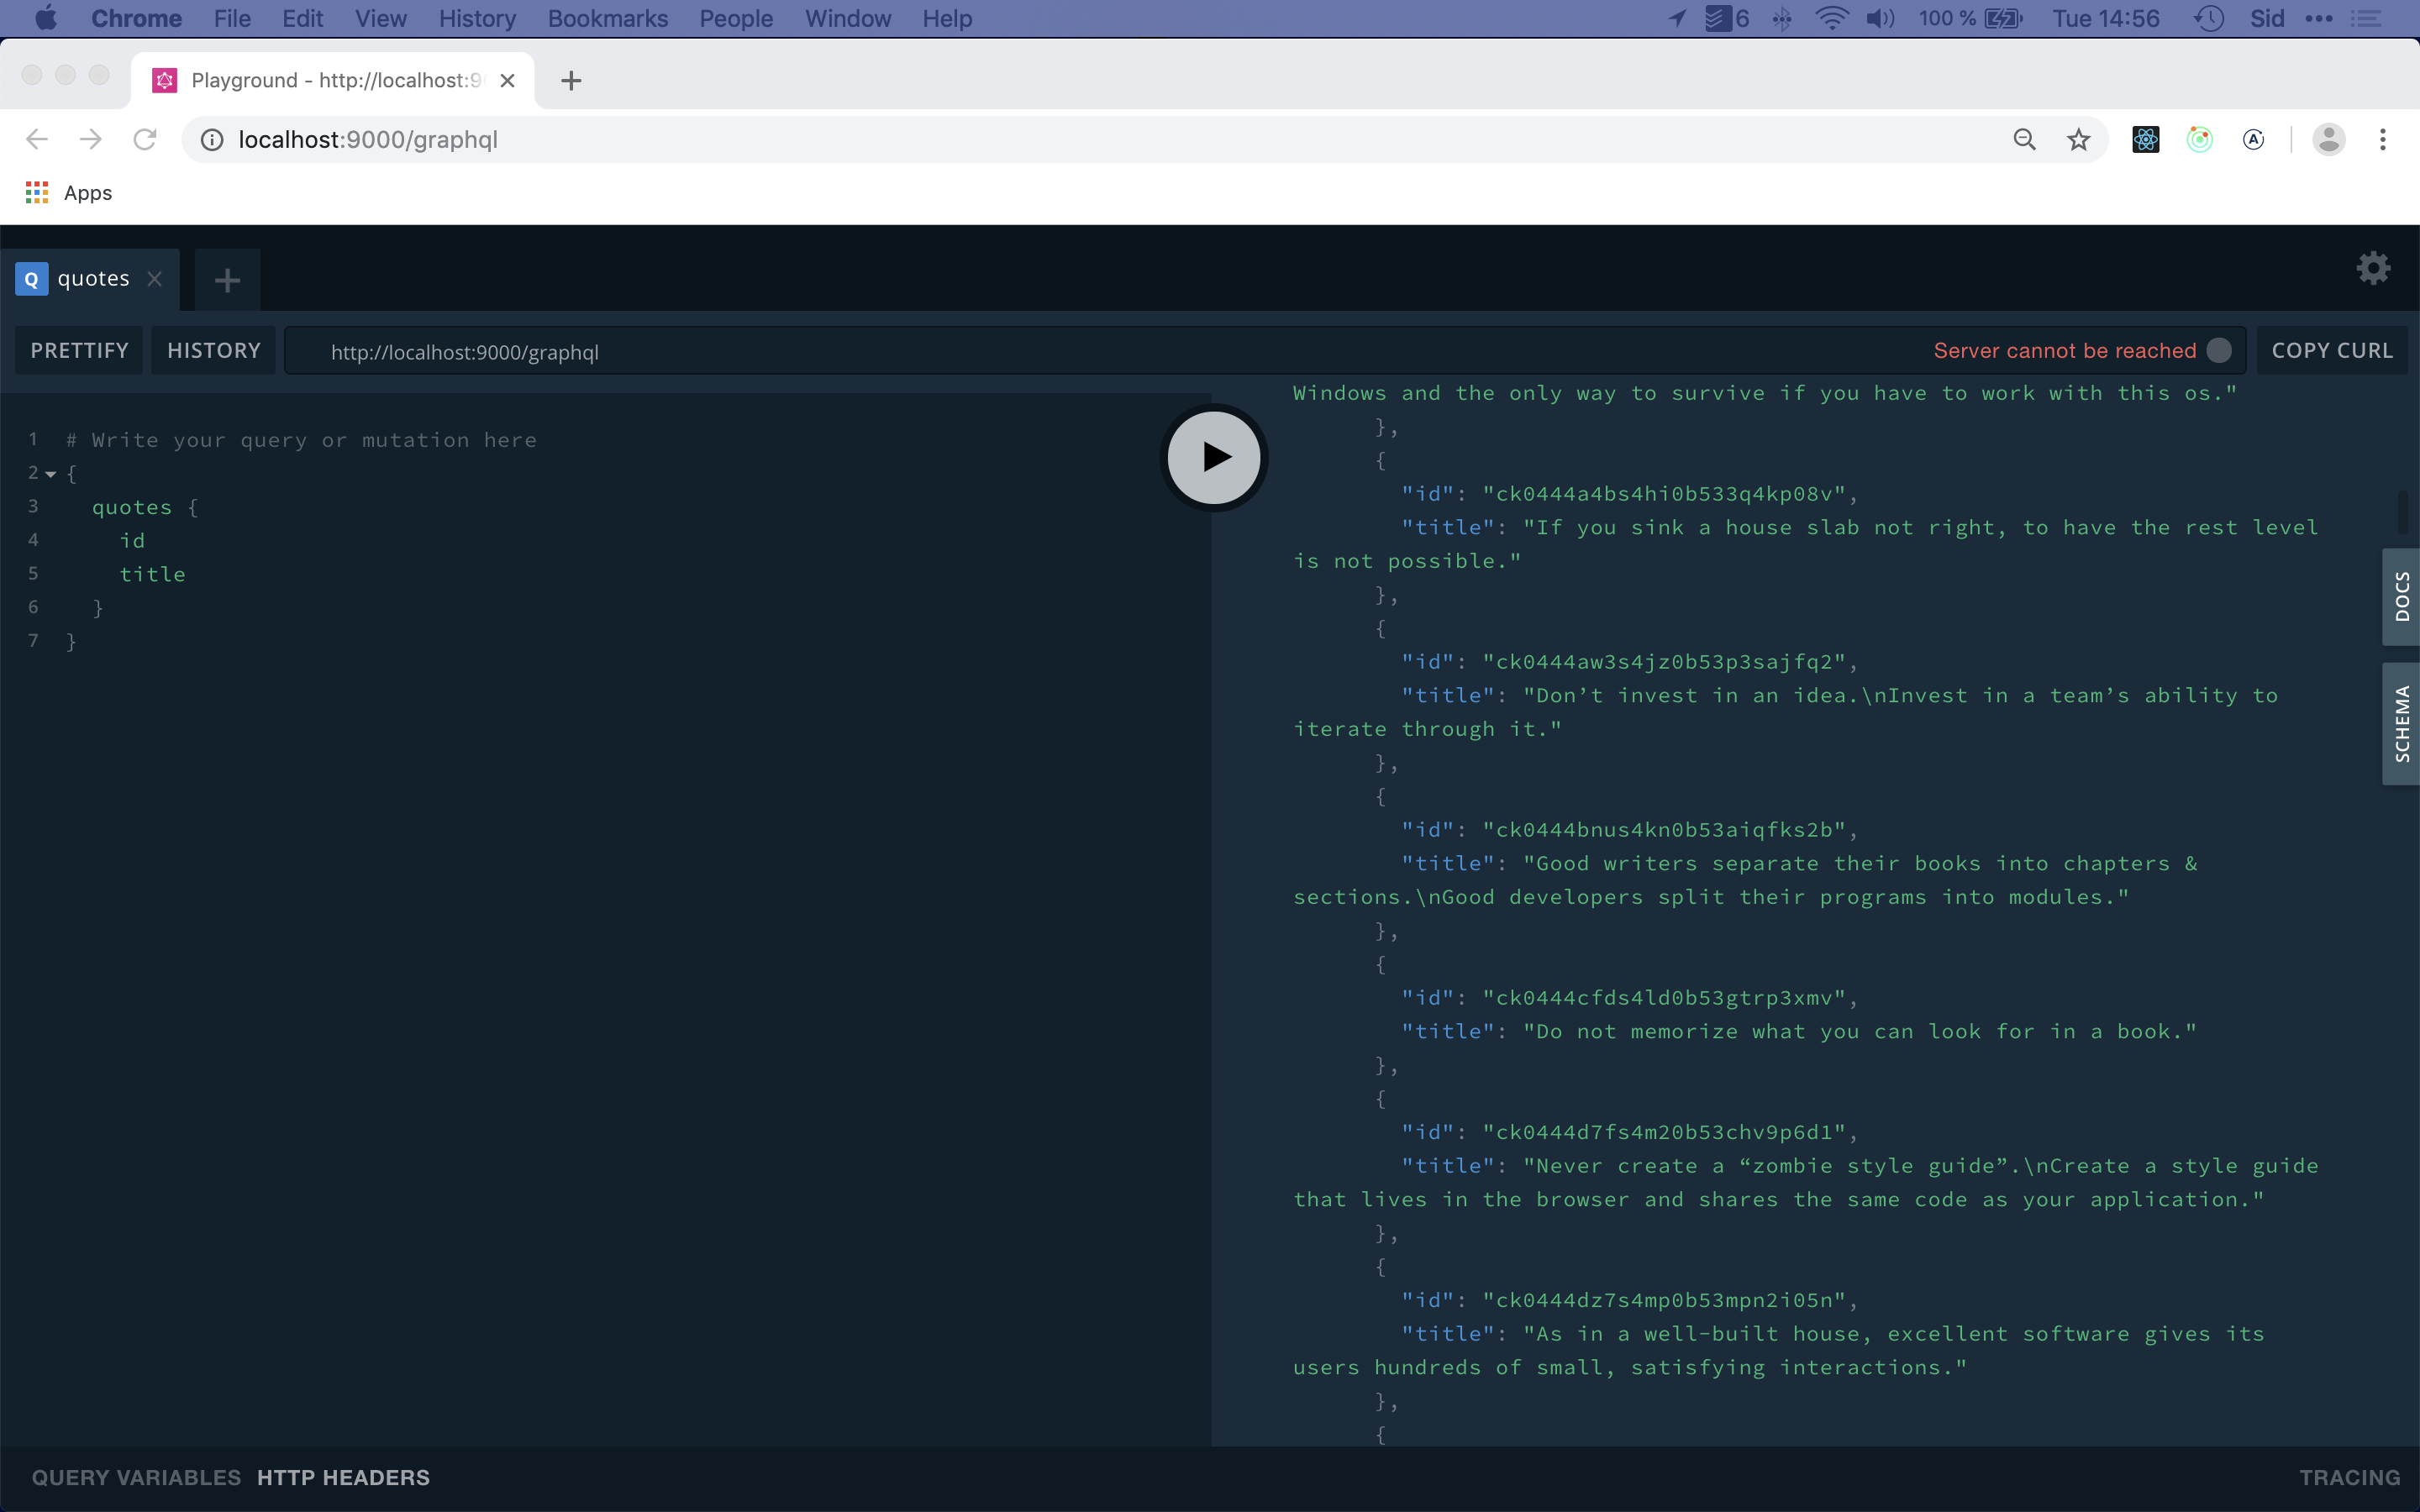 Chrome File Edit View History Bookmarks People Window Help 6 100 % Tue 14:56 Sid
Playground - http://localhost:9
localhost:9000/graphql
Apps
Q quotes
PRETTIFY HISTORY http://localhost:9000/graphql Server cannot be reached COPY CURL
1 # Write your query or mutation here
2 {
3 quotes {
4 id
5 title
6 }
7 }
Windows and the only way to survive if you have to work with this os."
},
{
"id": "ck0444a4bs4hi0b533q4kp08v",
"title": "If you sink a house slab not right, to have the rest level
is not possible."
},
{
"id": "ck0444aw3s4jz0b53p3sajfq2",
"title": "Don’t invest in an idea.\nInvest in a team’s ability to
iterate through it."
},
{
"id": "ck0444bnus4kn0b53aiqfks2b",
"title": "Good writers separate their books into chapters &
sections.\nGood developers split their programs into modules."
},
{
"id": "ck0444cfds4ld0b53gtrp3xmv",
"title": "Do not memorize what you can look for in a book."
},
{
"id": "ck0444d7fs4m20b53chv9p6d1",
"title": "Never create a “zombie style guide”.\nCreate a style guide
that lives in the browser and shares the same code as your application."
},
{
"id": "ck0444dz7s4mp0b53mpn2i05n",
"title": "As in a well-built house, excellent software gives its
users hundreds of small, satisfying interactions."
},
{
DOCS
SCHEMA
QUERY VARIABLES HTTP HEADERS TRACING